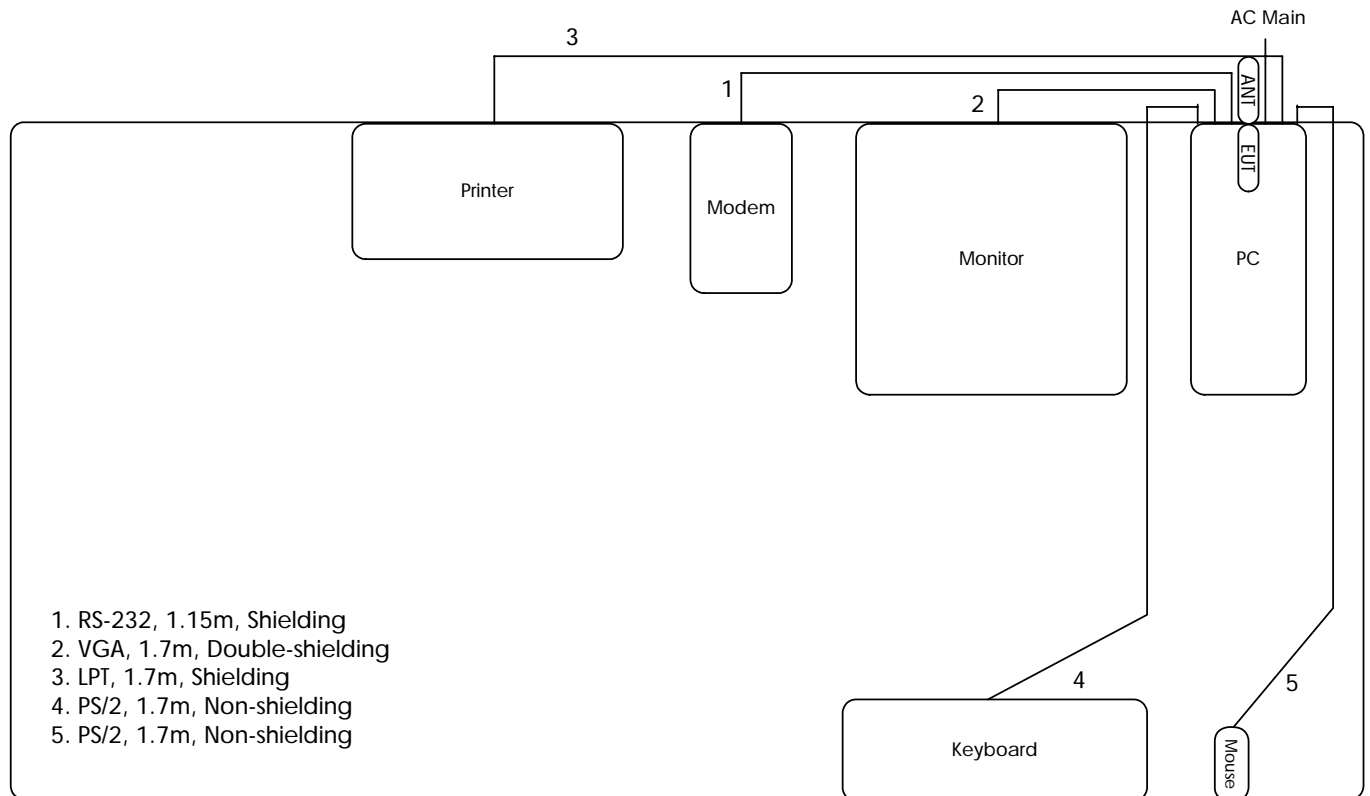 AC Main
3
1
2
ANT
EUT
Printer
Modem
Monitor
PC
1. RS-232, 1.15m, Shielding
2. VGA, 1.7m, Double-shielding
3. LPT, 1.7m, Shielding
4. PS/2, 1.7m, Non-shielding
5. PS/2, 1.7m, Non-shielding
4
5
Keyboard
Mouse